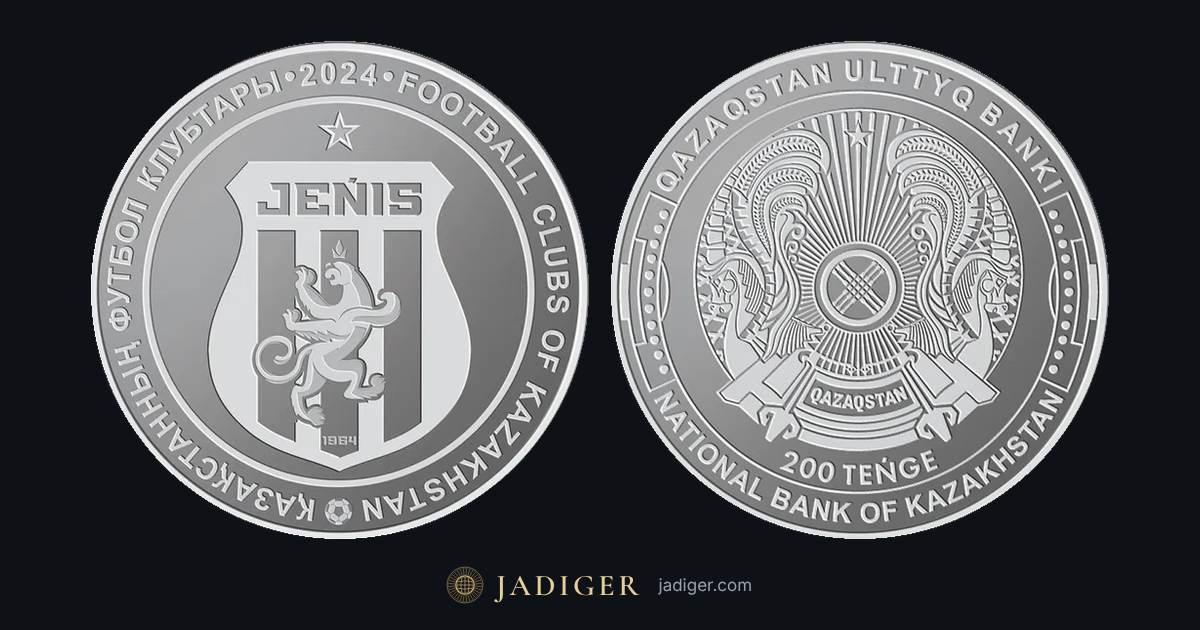 ҚАЗАҚСТАННЫҢ ФУТБОЛ КЛУБТАРЫ • 2024 • FOOTBALL CLUBS OF KAZAKHSTAN
JEŃIS
1964
QAZAQSTAN ULTTYQ BANKI
QAZAQSTAN
200 TEŃGE
NATIONAL BANK OF KAZAKHSTAN
JADIGER jadiger.com